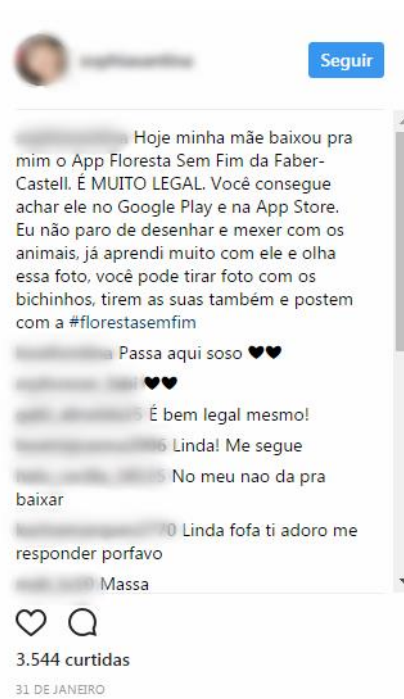 Seguir
Hoje minha mãe baixou pra
mim o App Floresta Sem Fim da Faber-
Castell. É MUITO LEGAL. Você consegue
achar ele no Google Play e na App Store.
Eu não paro de desenhar e mexer com os
animais, já aprendi muito com ele e olha
essa foto, você pode tirar foto com os
bichinhos, tirem as suas também e postem
com a #florestasemfim
Passa aqui soso ♥♥
♥♥
É bem legal mesmo!
Linda! Me segue
No meu nao da pra
baixar
Linda fofa ti adoro me
responder porfavo
Massa
3.544 curtidas
31 DE JANEIRO